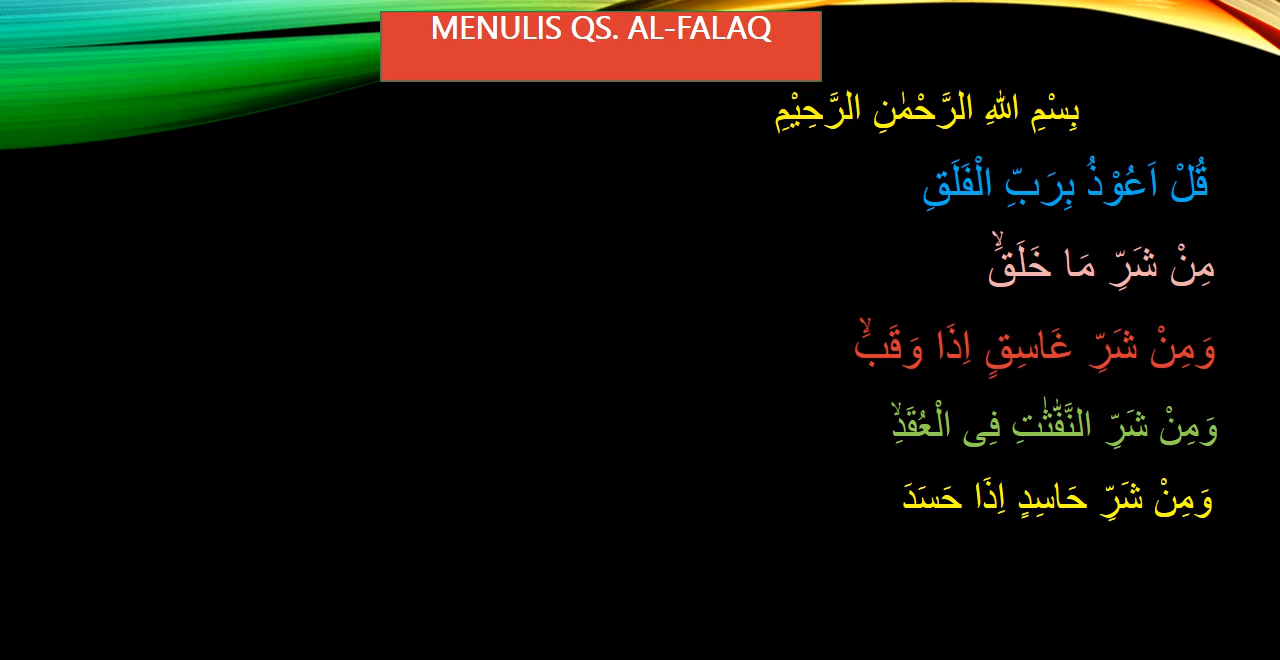 MENULIS QS. AL-FALAQ
بِسْمِ اللهِ الرَّحْمٰنِ الرَّحِيْمِ
قُلْ اَعُوْذُ بِرَبِّ الْفَلَقِ
مِنْ شَرِّ مَا خَلَقَۙ
وَمِنْ شَرِّ غَاسِقٍ اِذَا وَقَبَۙ
وَمِنْ شَرِّ النَّفّٰثٰتِ فِى الْعُقَدِۙ
وَمِنْ شَرِّ حَاسِدٍ اِذَا حَسَدَ